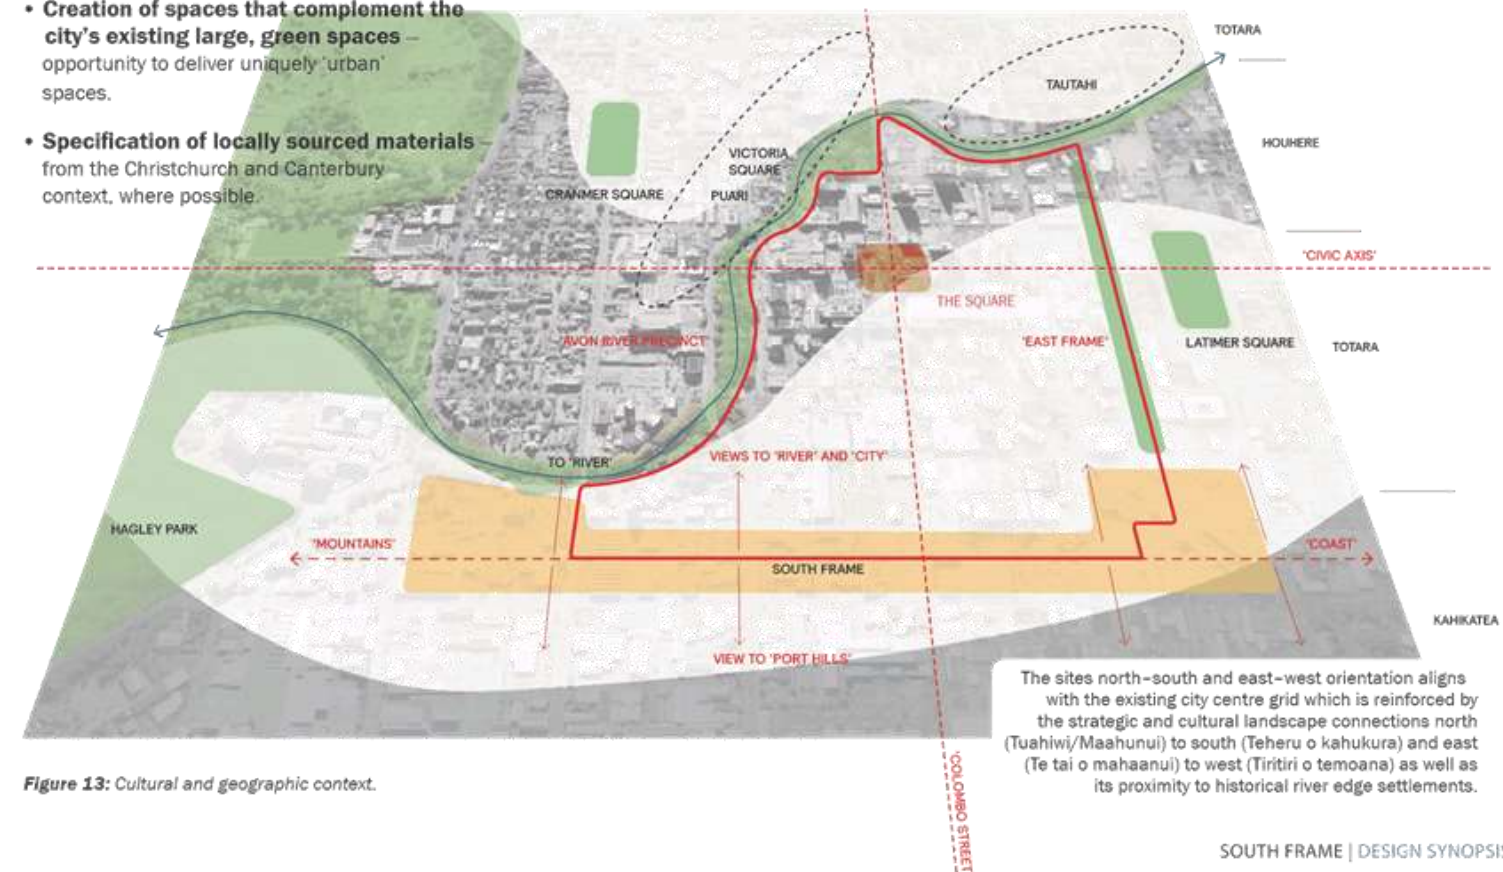 • Creation of spaces that complement the
city's existing large, green spaces –
opportunity to deliver uniquely 'urban'
spaces.
• Specification of locally sourced materials –
from the Christchurch and Canterbury
context, where possible.
TOTARA
TAUTAHI
HOUHERE
VICTORIA
SQUARE
CRANMER SQUARE
PUARI
'CIVIC AXIS'
THE SQUARE
'AVON RIVER PRECINCT'
'EAST FRAME'
LATIMER SQUARE
TOTARA
TO 'RIVER'
VIEWS TO 'RIVER' AND 'CITY'
HAGLEY PARK
'MOUNTAINS'
'COAST'
SOUTH FRAME
KAHIKATEA
VIEW TO 'PORT HILLS'
The sites north–south and east–west orientation aligns
with the existing city centre grid which is reinforced by
the strategic and cultural landscape connections north
(Tuahiwi/Maahunui) to south (Teheru o kahukura) and east
(Te tai o mahaanui) to west (Tiritiri o temoana) as well as
its proximity to historical river edge settlements.
'COLOMBO STREET
Figure 13: Cultural and geographic context.
SOUTH FRAME | DESIGN SYNOPSIS